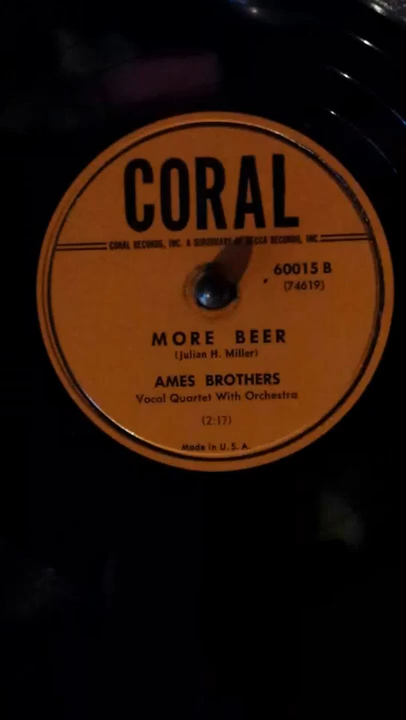 CORAL
CORAL RECORDS, INC. A SUBSIDIARY OF DECCA RECORDS, INC.
60015 B
(74619)
MORE BEER
(Julian H. Miller)
AMES BROTHERS
Vocal Quartet With Orchestra
(2:17)
Made in U.S.A.